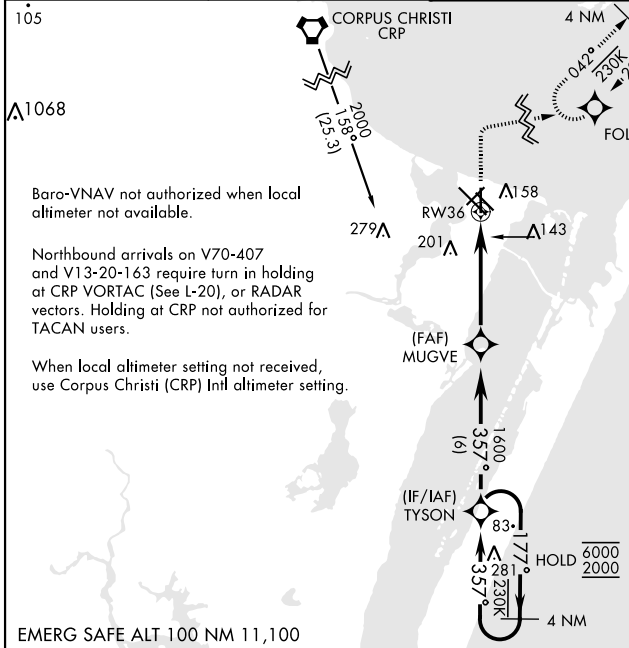 105
CORPUS CHRISTI
CRP
4 NM
042°
230K
FOL
1068
2000
158°
(25.3)
158
RW36
279
201
143
Baro-VNAV not authorized when local
altimeter not available.
Northbound arrivals on V70-407
and V13-20-163 require turn in holding
at CRP VORTAC (See L-20), or RADAR
vectors. Holding at CRP not authorized for
TACAN users.
When local altimeter setting not received,
use Corpus Christi (CRP) Intl altimeter setting.
(FAF)
MUGVE
1600
357°
(6)
(IF/IAF)
TYSON
83
177°
HOLD
6000
2000
281
357°
230K
4 NM
EMERG SAFE ALT 100 NM 11,100